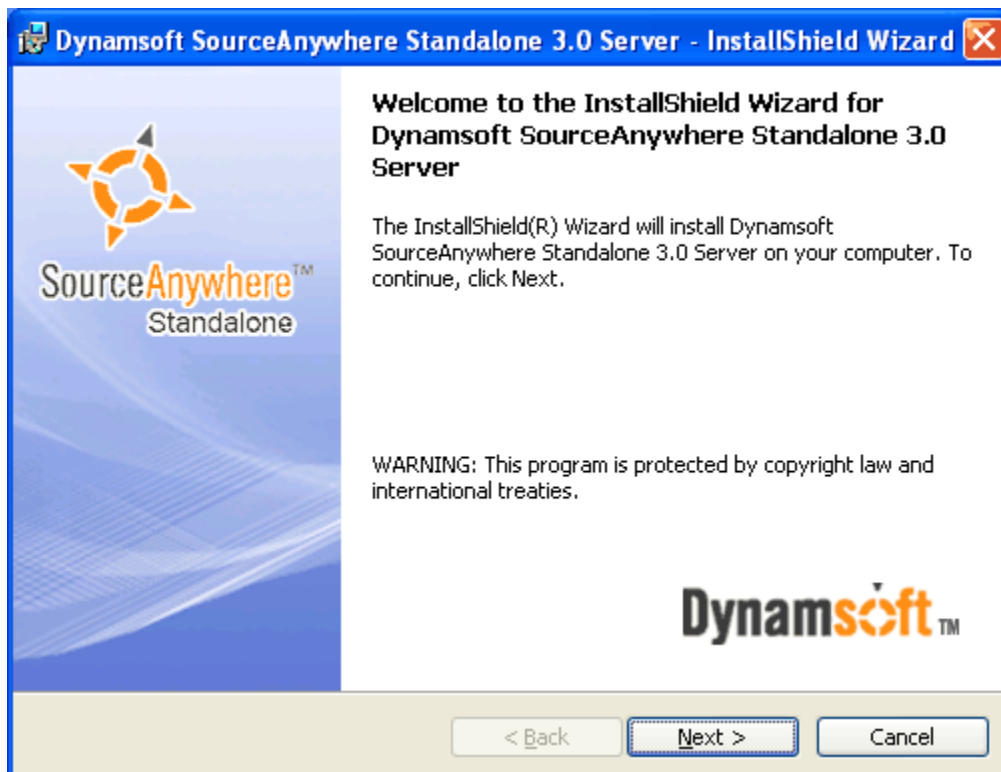 Dynamsoft SourceAnywhere Standalone 3.0 Server - InstallShield Wizard
Welcome to the InstallShield Wizard for
Dynamsoft SourceAnywhere Standalone 3.0
Server
The InstallShield(R) Wizard will install Dynamsoft
SourceAnywhere Standalone 3.0 Server on your computer. To
continue, click Next.
SourceAnywhere™
Standalone
WARNING: This program is protected by copyright law and
international treaties.
Dynamsoft TM
< Back
Next >
Cancel